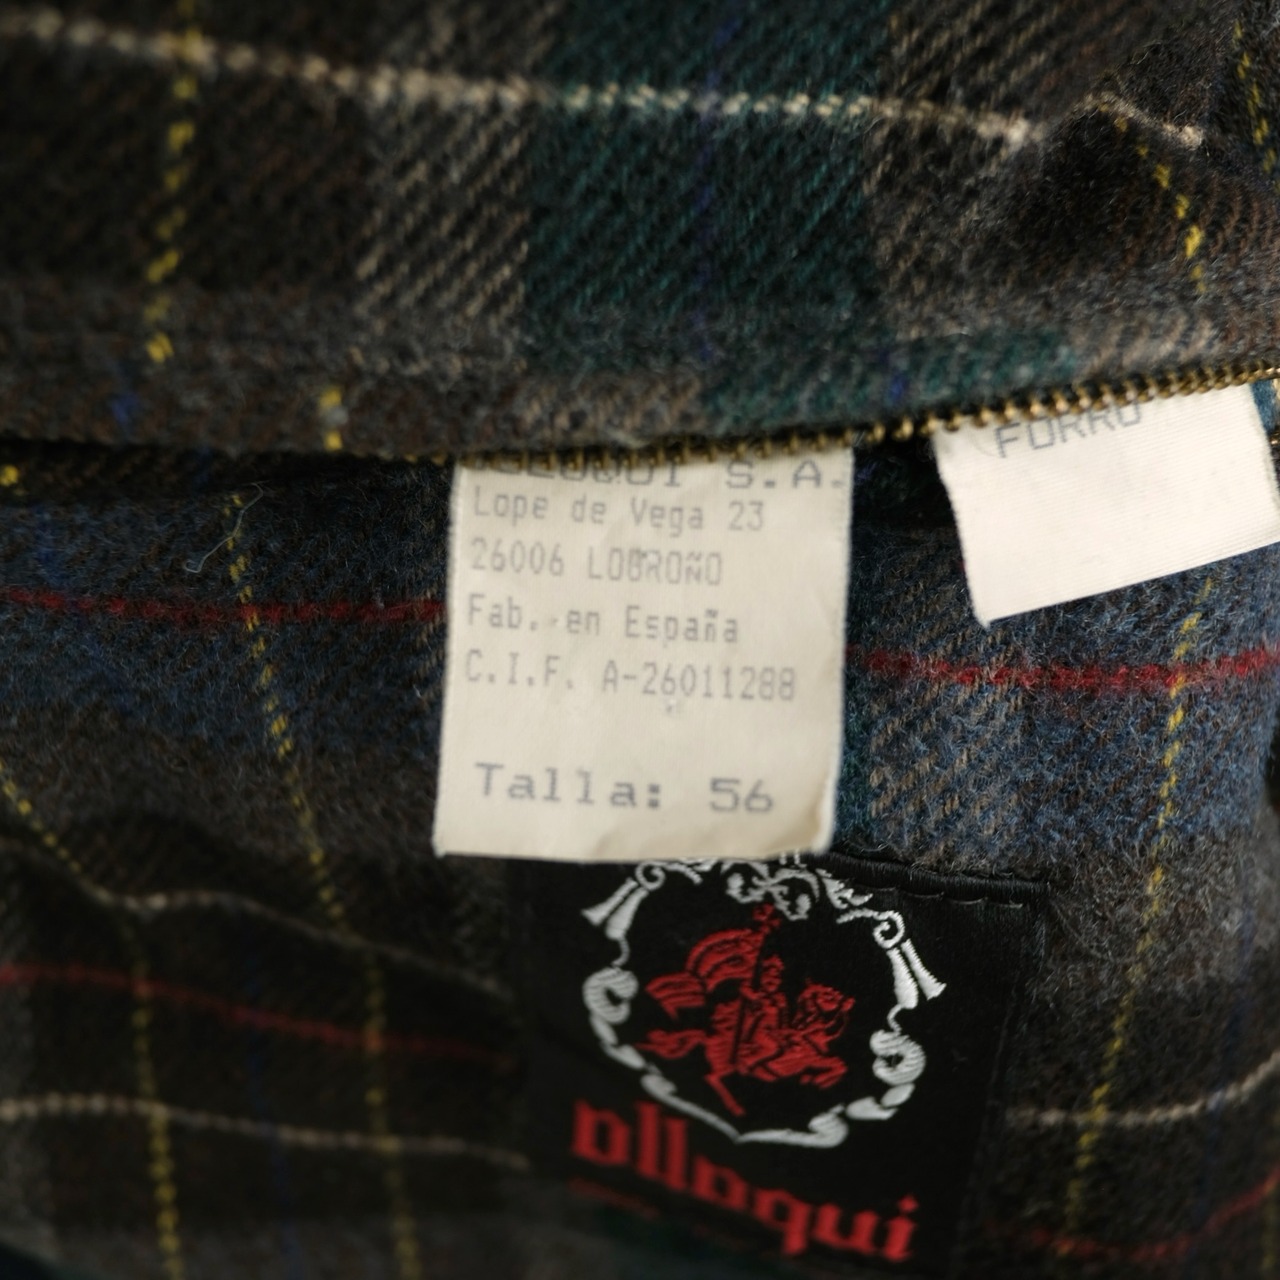 S.A.
Lope de Vega 23
26006 LOGROÑO
Fab. en España
C.I.F. A-26011288
Talla: 56
FORRO
olloqui